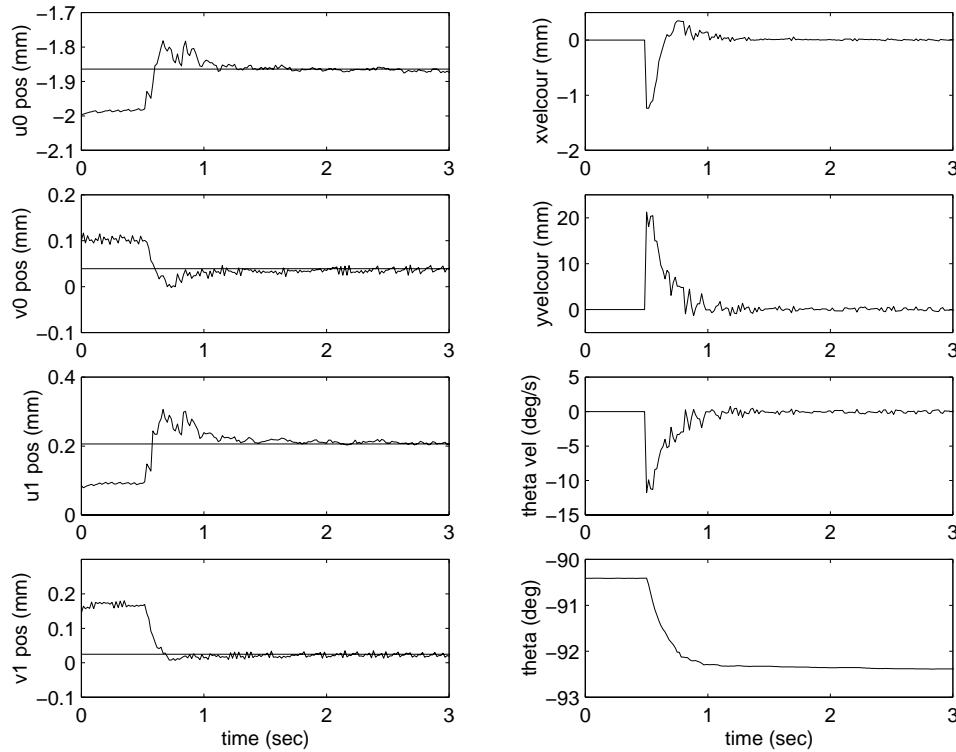 −1.7
−1.8
−1.9
−2
−2.1
0 1 2 3
u0 pos (mm)
0
−1
−2
0 1 2 3
xvelcour (mm)
0.2
0.1
0
−0.1
0 1 2 3
v0 pos (mm)
20
10
0
0 1 2 3
yvelcour (mm)
0.4
0.2
0
0 1 2 3
u1 pos (mm)
5
0
−5
−10
−15
0 1 2 3
theta vel (deg/s)
0.2
0.1
0
−0.1
0 1 2 3
v1 pos (mm)
time (sec)
−90
−91
−92
−93
0 1 2 3
theta (deg)
time (sec)